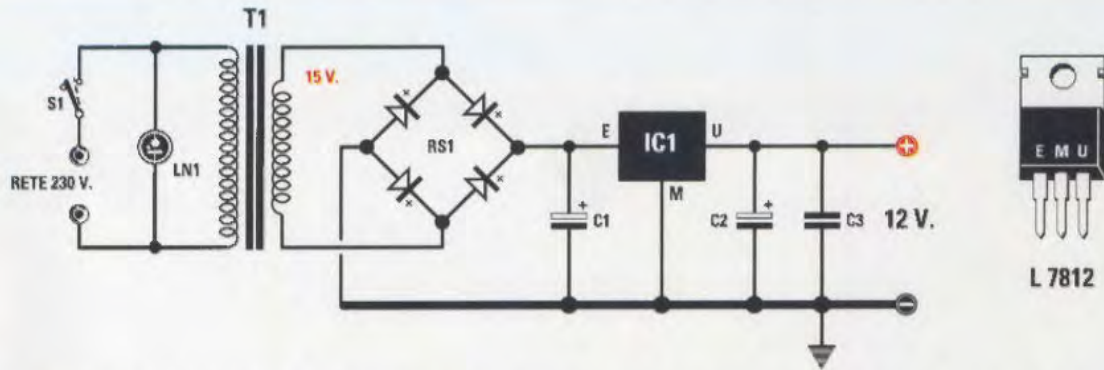 T1
S1
15 V.
LN1
RETE 230 V.
RS1
E
IC1
U
M
+
C1
+
C2
C3
12 V.
+
-
E M U
L 7812